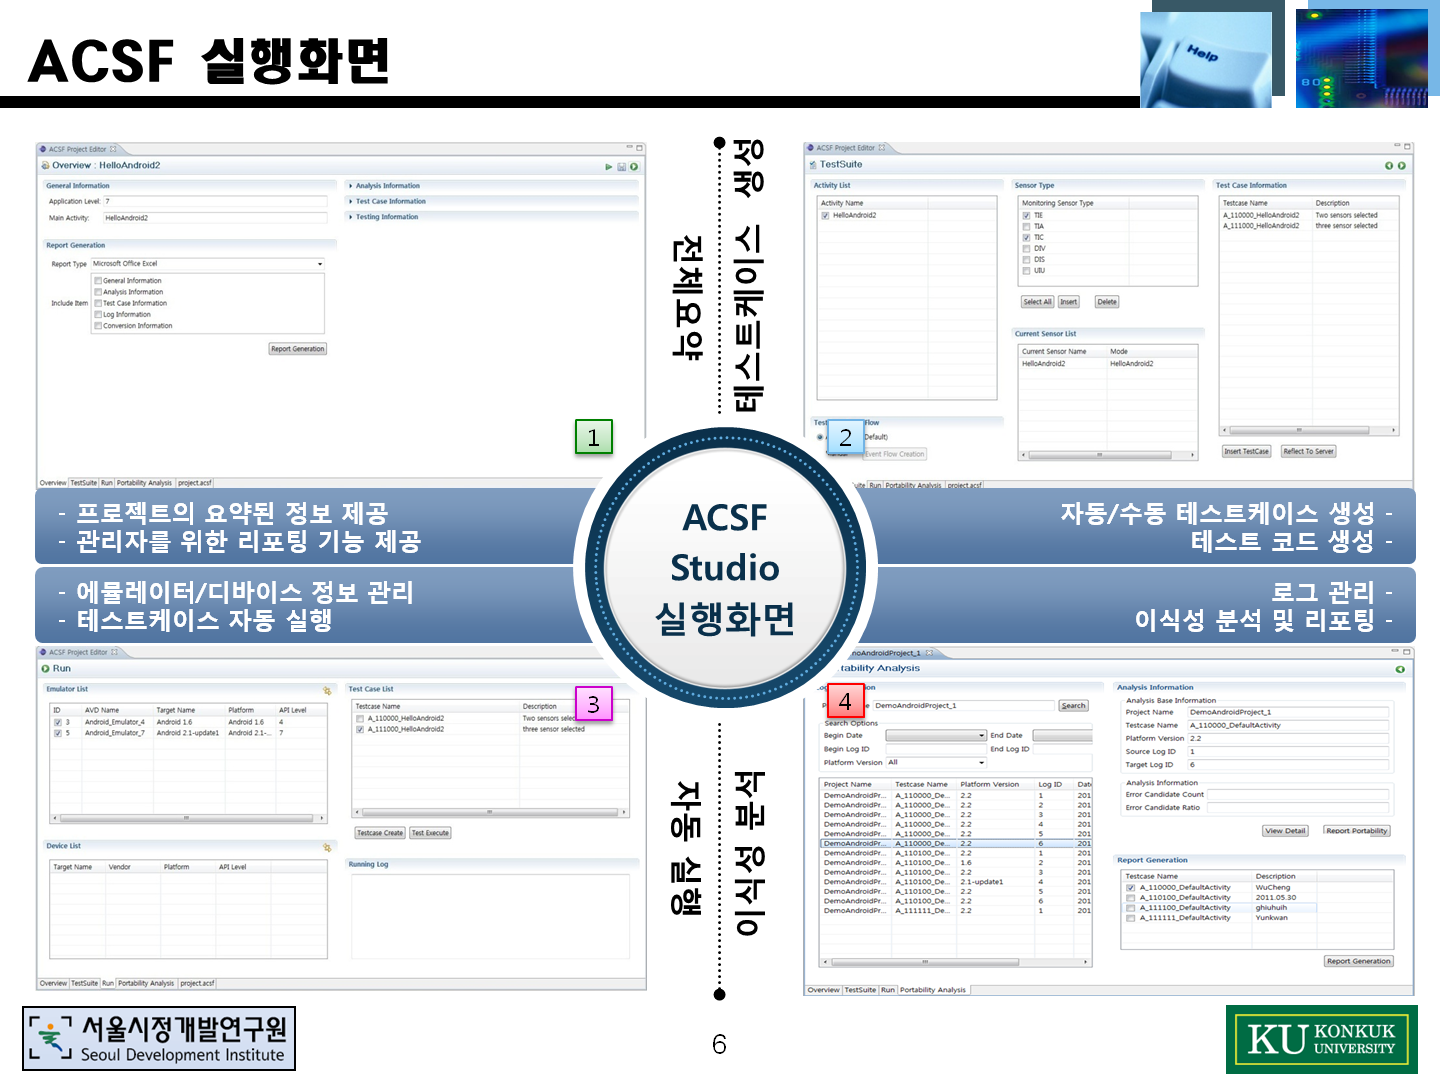 ACSF 실행화면
Help
ACSF Project Editor
Overview : HelloAndroid2
General Information
Application Level: 7
Main Activity: HelloAndroid2
Analysis Information
Test Case Information
Testing Information
Report Generation
Report Type Microsoft Office Excel
Include Item
General Information
Analysis Information
Test Case Information
Log Information
Conversion Information
Report Generation
Overview TestSuite Run Portability Analysis project.acsf
1
전체요약
테스트케이스 생성
ACSF Project Editor
TestSuite
Activity List
Activity Name
HelloAndroid2
Sensor Type
Monitoring Sensor Type
TIE
TIA
TIC
DIV
DIS
UIU
Select All Insert Delete
Current Sensor List
Current Sensor Name Mode
HelloAndroid2 HelloAndroid2
Test Case Information
Testcase Name Description
A_110000_HelloAndroid2 Two sensors selected
A_111000_HelloAndroid2 three sensor selected
Insert TestCase Reflect To Server
Flow
Default)
Event Flow Creation
Run Portability Analysis project.acsf
2
- 프로젝트의 요약된 정보 제공
- 관리자를 위한 리포팅 기능 제공
자동/수동 테스트케이스 생성 -
테스트 코드 생성 -
ACSF
Studio
실행화면
- 에뮬레이터/디바이스 정보 관리
- 테스트케이스 자동 실행
로그 관리 -
이식성 분석 및 리포팅 -
ACSF Project Editor
Run
Emulator List
ID AVD Name Target Name Platform API Level
3 Android_Emulator_4 Android 1.6 Android 1.6 4
5 Android_Emulator_7 Android 2.1-update1 Android 2.1-... 7
Device List
Target Name Vendor Platform API Level
Test Case List
Testcase Name Description
A_110000_HelloAndroid2 Two sensors selec
A_111000_HelloAndroid2 three sensor selected
Testcase Create Test Execute
Running Log
Overview TestSuite Run Portability Analysis project.acsf
3
자동 실행
이식성 분석
moAndroidProject_1
tability Analysis
4
DemoAndroidProject_1 Search
Search Options
Begin Date End Date
Begin Log ID End Log ID
Platform Version All
Project Name Testcase Name Platform Version Log ID Date
DemoAndroidPr... A_110000_De... 2.2 1 201
DemoAndroidPr... A_110000_De... 2.2 2 201
DemoAndroidPr... A_110000_De... 2.2 3 201
DemoAndroidPr... A_110000_De... 2.2 4 201
DemoAndroidPr... A_110000_De... 2.2 5 201
DemoAndroidPr... A_110000_De... 2.2 6 201
DemoAndroidPr... A_110100_De... 2.2 1 201
DemoAndroidPr... A_110100_De... 1.6 2 201
DemoAndroidPr... A_110100_De... 2.2 3 201
DemoAndroidPr... A_110100_De... 2.1-update1 4 201
DemoAndroidPr... A_110100_De... 2.2 5 201
DemoAndroidPr... A_110100_De... 2.2 6 201
DemoAndroidPr... A_111111_De... 2.2 1 201
Analysis Information
Analysis Base Information
Project Name DemoAndroidProject_1
Testcase Name A_110000_DefaultActivity
Platform Version 2.2
Source Log ID 1
Target Log ID 6
Analysis Information
Error Candidate Count
Error Candidate Ratio
View Detail Report Portability
Report Generation
Testcase Name Description
A_110000_DefaultActivity WuCheng
A_110100_DefaultActivity 2011.05.30
A_111100_DefaultActivity ghiuhuih
A_111111_DefaultActivity Yunkwan
Report Generation
Overview TestSuite Run Portability Analysis
서울시정개발연구원
Seoul Development Institute
6
KU KONKUK
UNIVERSITY